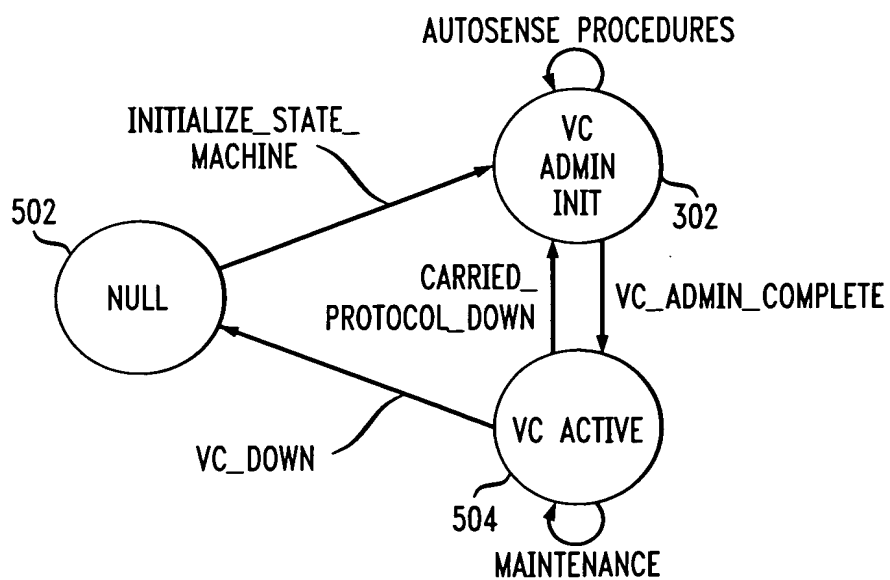 AUTOSENSE PROCEDURES
INITIALIZE_STATE_
MACHINE
VC
ADMIN
INIT
502
302
NULL
CARRIED_
PROTOCOL_DOWN
VC_ADMIN_COMPLETE
VC ACTIVE
VC_DOWN
504
MAINTENANCE